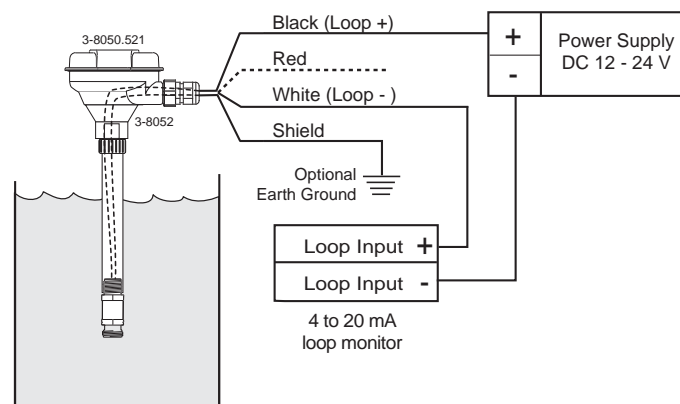 3-8050.521
3-8052
Black (Loop +)
Red
White (Loop - )
Shield
Optional
Earth Ground
+
-
Power Supply
DC 12 - 24 V
Loop Input +
Loop Input -
4 to 20 mA
loop monitor